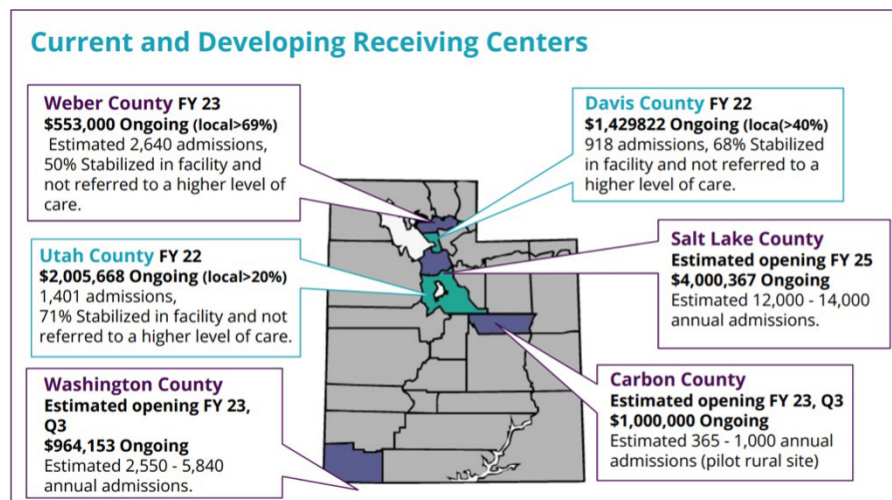 Current and Developing Receiving Centers
Weber County FY 23
$553,000 Ongoing (local>69%)
Estimated 2,640 admissions,
50% Stabilized in facility and
not referred to a higher level of
care.
Davis County FY 22
$1,429822 Ongoing (loca(>40%)
918 admissions, 68% Stabilized
in facility and not referred to a
higher level of care.
Utah County FY 22
$2,005,668 Ongoing (local>20%)
1,401 admissions,
71% Stabilized in facility and not
referred to a higher level of care.
Salt Lake County
Estimated opening FY 25
$4,000,367 Ongoing
Estimated 12,000 - 14,000
annual admissions.
Washington County
Estimated opening FY 23,
Q3
$964,153 Ongoing
Estimated 2,550 - 5,840
annual admissions.
Carbon County
Estimated opening FY 23, Q3
$1,000,000 Ongoing
Estimated 365 - 1,000 annual
admissions (pilot rural site)